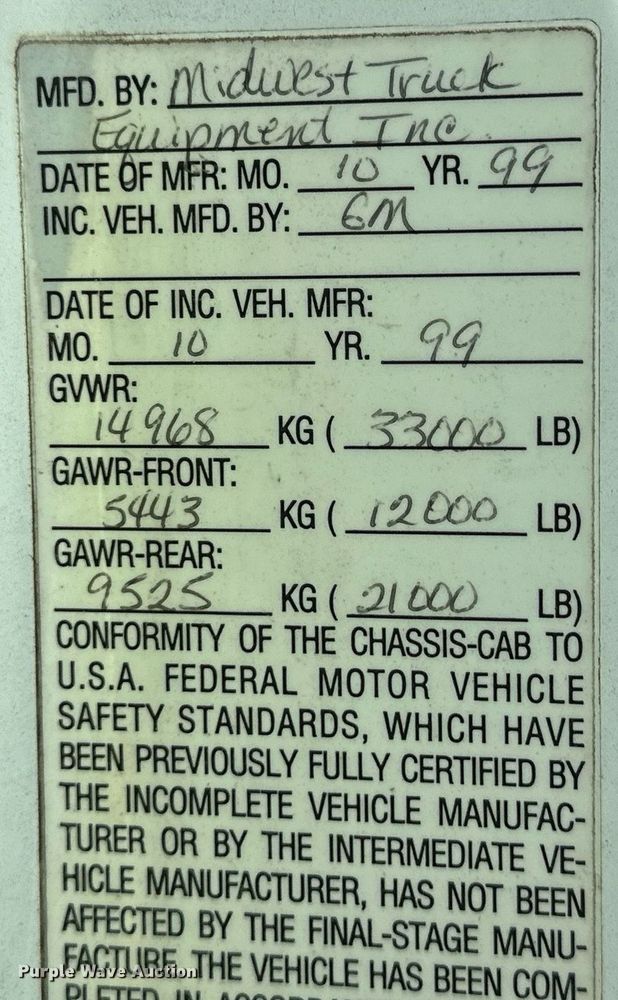 MFD. BY: Midwest Truck
Equipment Inc.
DATE OF MFR: MO. 10 YR. 99
INC. VEH. MFD. BY: GM
DATE OF INC. VEH. MFR:
MO. 10 YR. 99
GVWR:
14968 KG ( 33000 LB)
GAWR-FRONT:
5443 KG ( 12000 LB)
GAWR-REAR:
9525 KG ( 21000 LB)
CONFORMITY OF THE CHASSIS-CAB TO
U.S.A. FEDERAL MOTOR VEHICLE
SAFETY STANDARDS, WHICH HAVE
BEEN PREVIOUSLY FULLY CERTIFIED BY
THE INCOMPLETE VEHICLE MANUFAC-
TURER OR BY THE INTERMEDIATE VE-
HICLE MANUFACTURER, HAS NOT BEEN
AFFECTED BY THE FINAL-STAGE MANU-
FACTURE. THE VEHICLE HAS BEEN COM-
Purple Wave Auction
PLETED IN